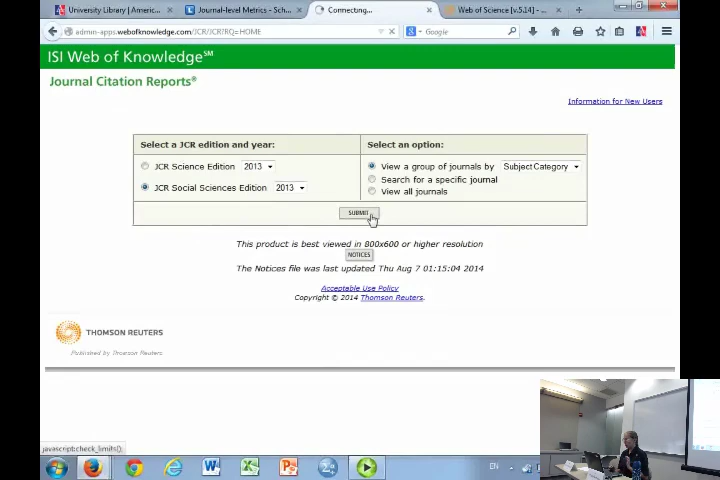 University Library | Americ...
Journal-level Metrics - Sch...
Connecting...
Web of Science [v.5.14] - ...
admin-apps.webofknowledge.com/JCR/JCR?RQ=HOME
Google
ISI Web of Knowledge℠
Journal Citation Reports®
Information for New Users
Select a JCR edition and year:
Select an option:
JCR Science Edition 2013
View a group of journals by Subject Category
Search for a specific journal
JCR Social Sciences Edition 2013
View all journals
SUBMIT
This product is best viewed in 800x600 or higher resolution
NOTICES
The Notices file was last updated Thu Aug 7 01:15:04 2014
Acceptable Use Policy
Copyright © 2014 Thomson Reuters.
THOMSON REUTERS
Published by Thomson Reuters
javascript:check_limits();
EN